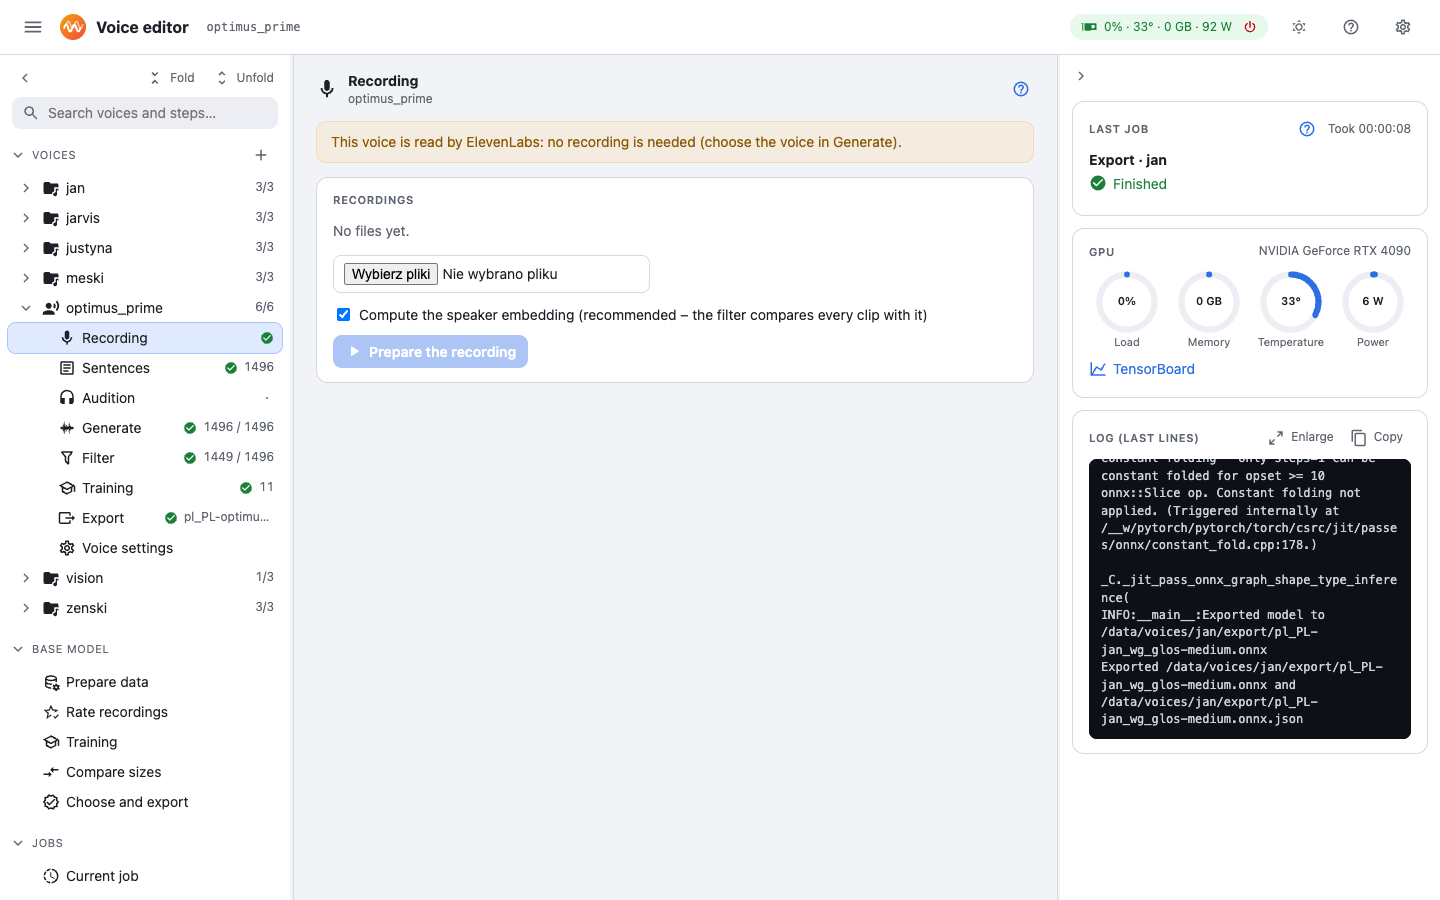 Voice editor
optimus_prime
0% · 33° · 0 GB · 92 W
Fold
Unfold
Search voices and steps...
VOICES
jan 3/3
jarvis 3/3
justyna 3/3
meski 3/3
optimus_prime 6/6
Recording
Sentences 1496
Audition ·
Generate 1496 / 1496
Filter 1449 / 1496
Training 11
Export pl_PL-optimu...
Voice settings
vision 1/3
zenski 3/3
BASE MODEL
Prepare data
Rate recordings
Training
Compare sizes
Choose and export
JOBS
Current job
Recording
optimus_prime
This voice is read by ElevenLabs: no recording is needed (choose the voice in Generate).
RECORDINGS
No files yet.
Wybierz pliki Nie wybrano pliku
Compute the speaker embedding (recommended – the filter compares every clip with it)
Prepare the recording
LAST JOB
Took 00:00:08
Export · jan
Finished
GPU
NVIDIA GeForce RTX 4090
0% 0 GB 33° 6 W
Load Memory Temperature Power
TensorBoard
LOG (LAST LINES)
Enlarge
Copy
constant folded for opset >= 10
onnx::Slice op. Constant folding not
applied. (Triggered internally at
/__w/pytorch/pytorch/torch/csrc/jit/passe
s/onnx/constant_fold.cpp:178.)
_C._jit_pass_onnx_graph_shape_type_infere
nce(
INFO:__main__:Exported model to
/data/voices/jan/export/pl_PL-
jan_wg_glos-medium.onnx
Exported /data/voices/jan/export/pl_PL-
jan_wg_glos-medium.onnx and
/data/voices/jan/export/pl_PL-
jan_wg_glos-medium.onnx.json